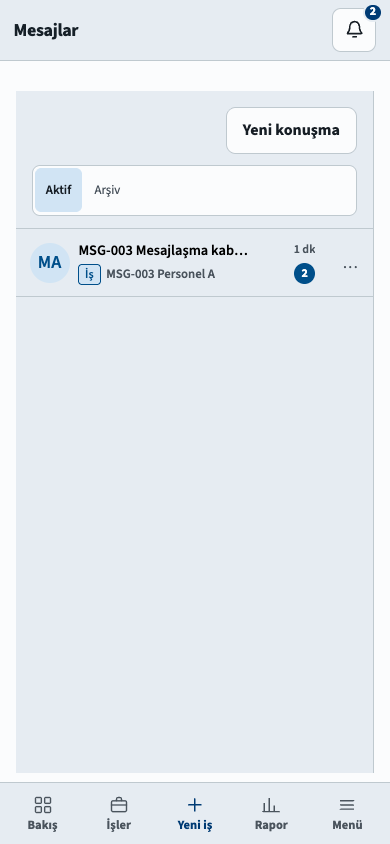 Mesajlar
2
Yeni konuşma
Aktif
Arşiv
MA
MSG-003 Mesajlaşma kab...
1 dk
İş
MSG-003 Personel A
2
...
Bakış
İşler
Yeni iş
Rapor
Menü